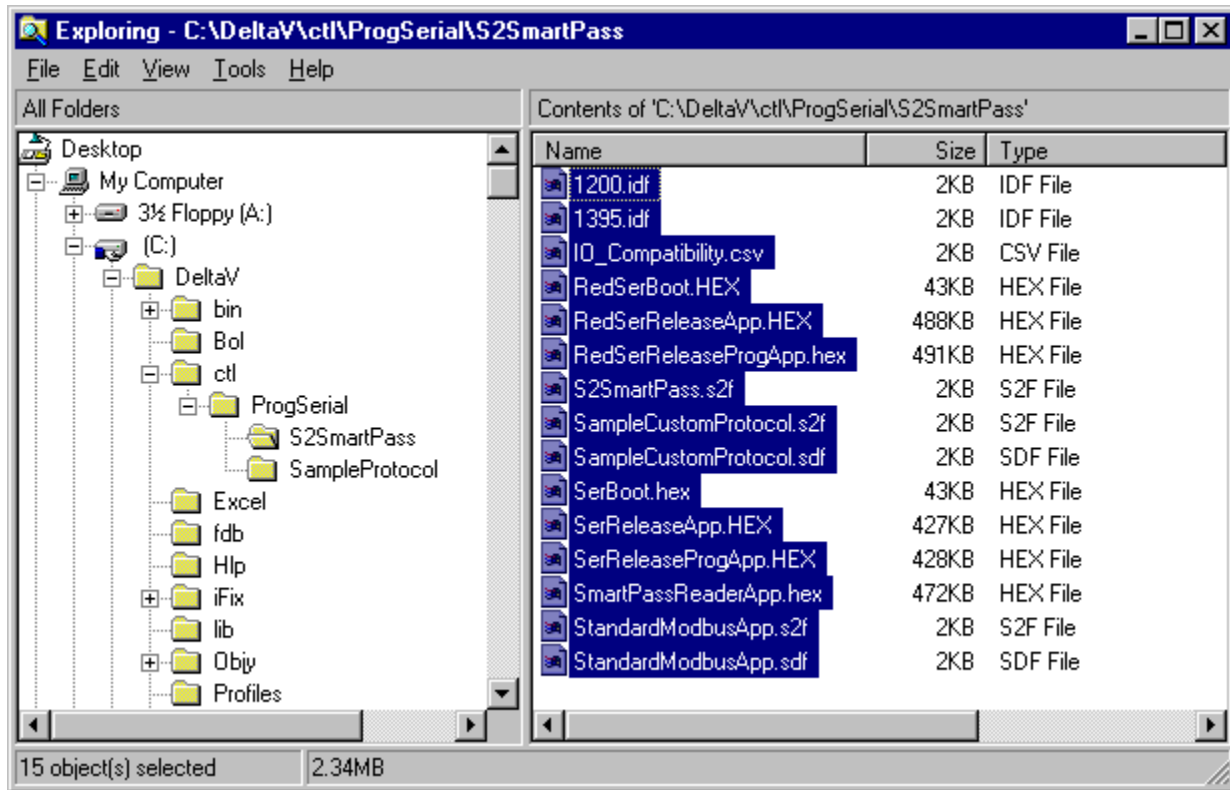 Exploring - C:\DeltaV\ctl\ProgSerial\S2SmartPass
File Edit View Tools Help
All Folders
Contents of 'C:\DeltaV\ctl\ProgSerial\S2SmartPass'
Desktop
My Computer
3½ Floppy (A:)
(C:)
DeltaV
bin
Bol
ctl
ProgSerial
S2SmartPass
SampleProtocol
Excel
fdb
Hlp
iFix
lib
Objy
Profiles
Name Size Type
1200.idf 2KB IDF File
1395.idf 2KB IDF File
IO_Compatibility.csv 2KB CSV File
RedSerBoot.HEX 43KB HEX File
RedSerReleaseApp.HEX 488KB HEX File
RedSerReleaseProgApp.hex 491KB HEX File
S2SmartPass.s2f 2KB S2F File
SampleCustomProtocol.s2f 2KB S2F File
SampleCustomProtocol.sdf 2KB SDF File
SerBoot.hex 43KB HEX File
SerReleaseApp.HEX 427KB HEX File
SerReleaseProgApp.HEX 428KB HEX File
SmartPassReaderApp.hex 472KB HEX File
StandardModbusApp.s2f 2KB S2F File
StandardModbusApp.sdf 2KB SDF File
15 object(s) selected 2.34MB